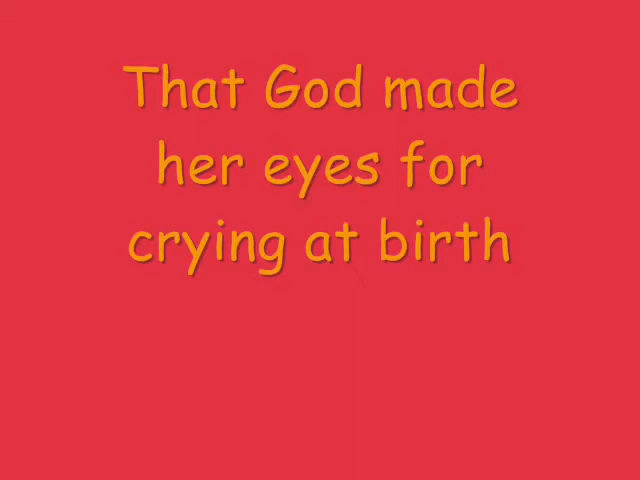 That God made
her eyes for
crying at birth